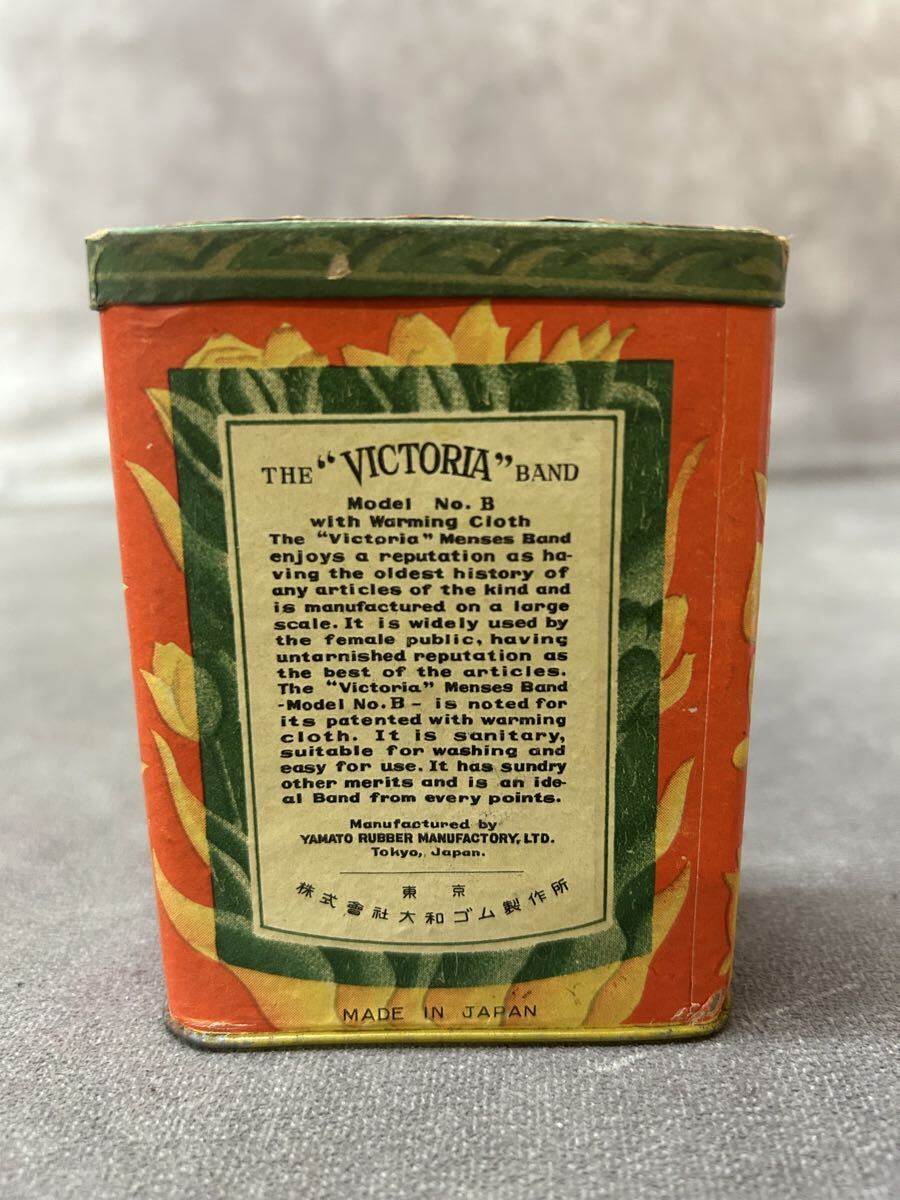 THE “VICTORIA” BAND
Model No. B
with Warming Cloth
The “Victoria” Menses Band
enjoys a reputation as ha-
ving the oldest history of
any articles of the kind and
is manufactured on a large
scale. It is widely used by
the female public, having
untarnished reputation as
the best of the articles.
The “Victoria” Menses Band
-Model No. B - is noted for
its patented with warming
cloth. It is sanitary,
suitable for washing and
easy for use. It has sundry
other merits and is an ide-
al Band from every points.
Manufactured by
YAMATO RUBBER MANUFACTORY, LTD.
Tokyo, Japan.
東京
株式會社大和ゴム製作所
MADE IN JAPAN